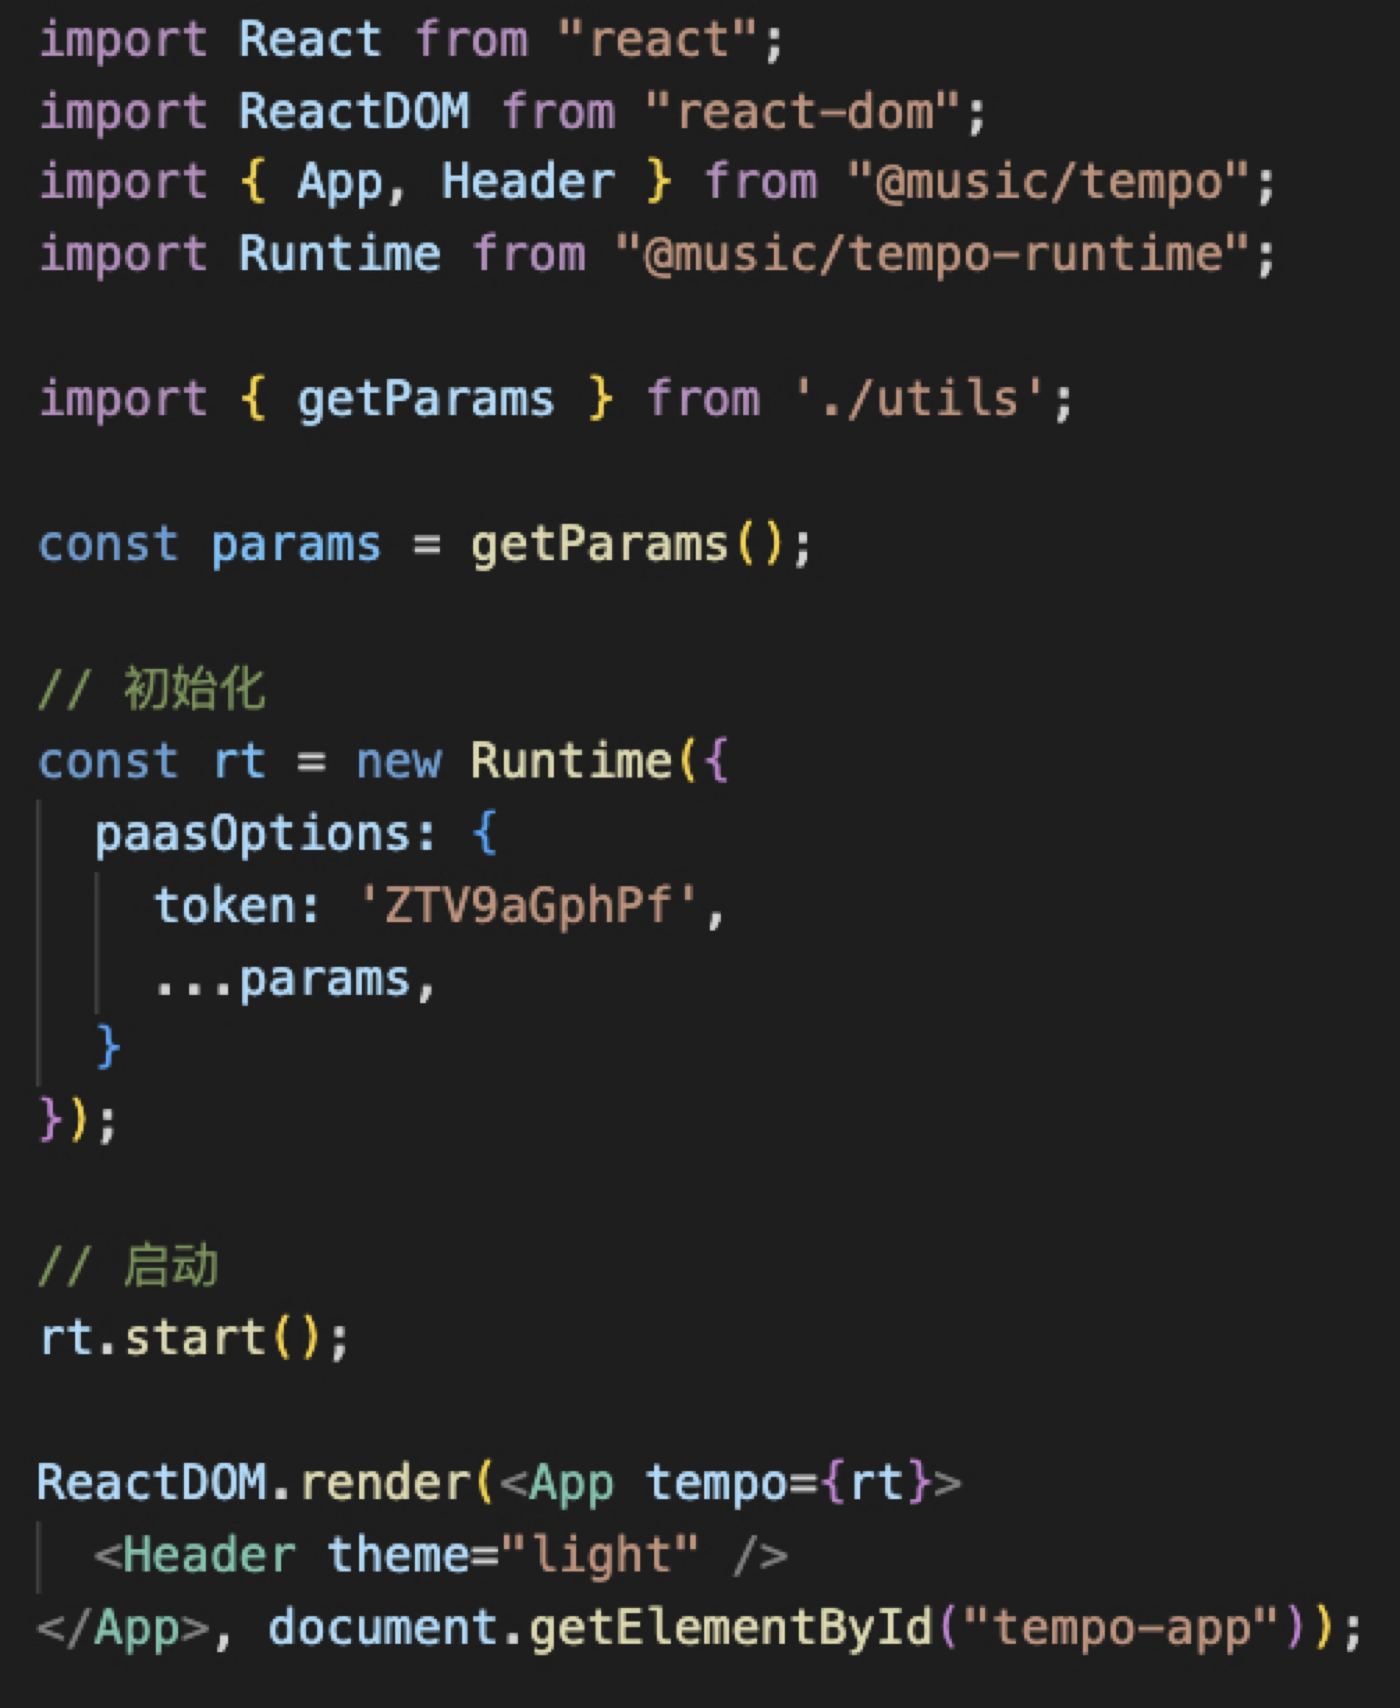 import React from "react";
import ReactDOM from "react-dom";
import { App, Header } from "@music/tempo";
import Runtime from "@music/tempo-runtime";
import { getParams } from './utils';
const params = getParams();
// 初始化
const rt = new Runtime({
paasOptions: {
token: 'ZTV9aGphPf',
...params,
}
});
// 启动
rt.start();
ReactDOM.render(<App tempo={rt}>
<Header theme="light" />
</App>, document.getElementById("tempo-app"));